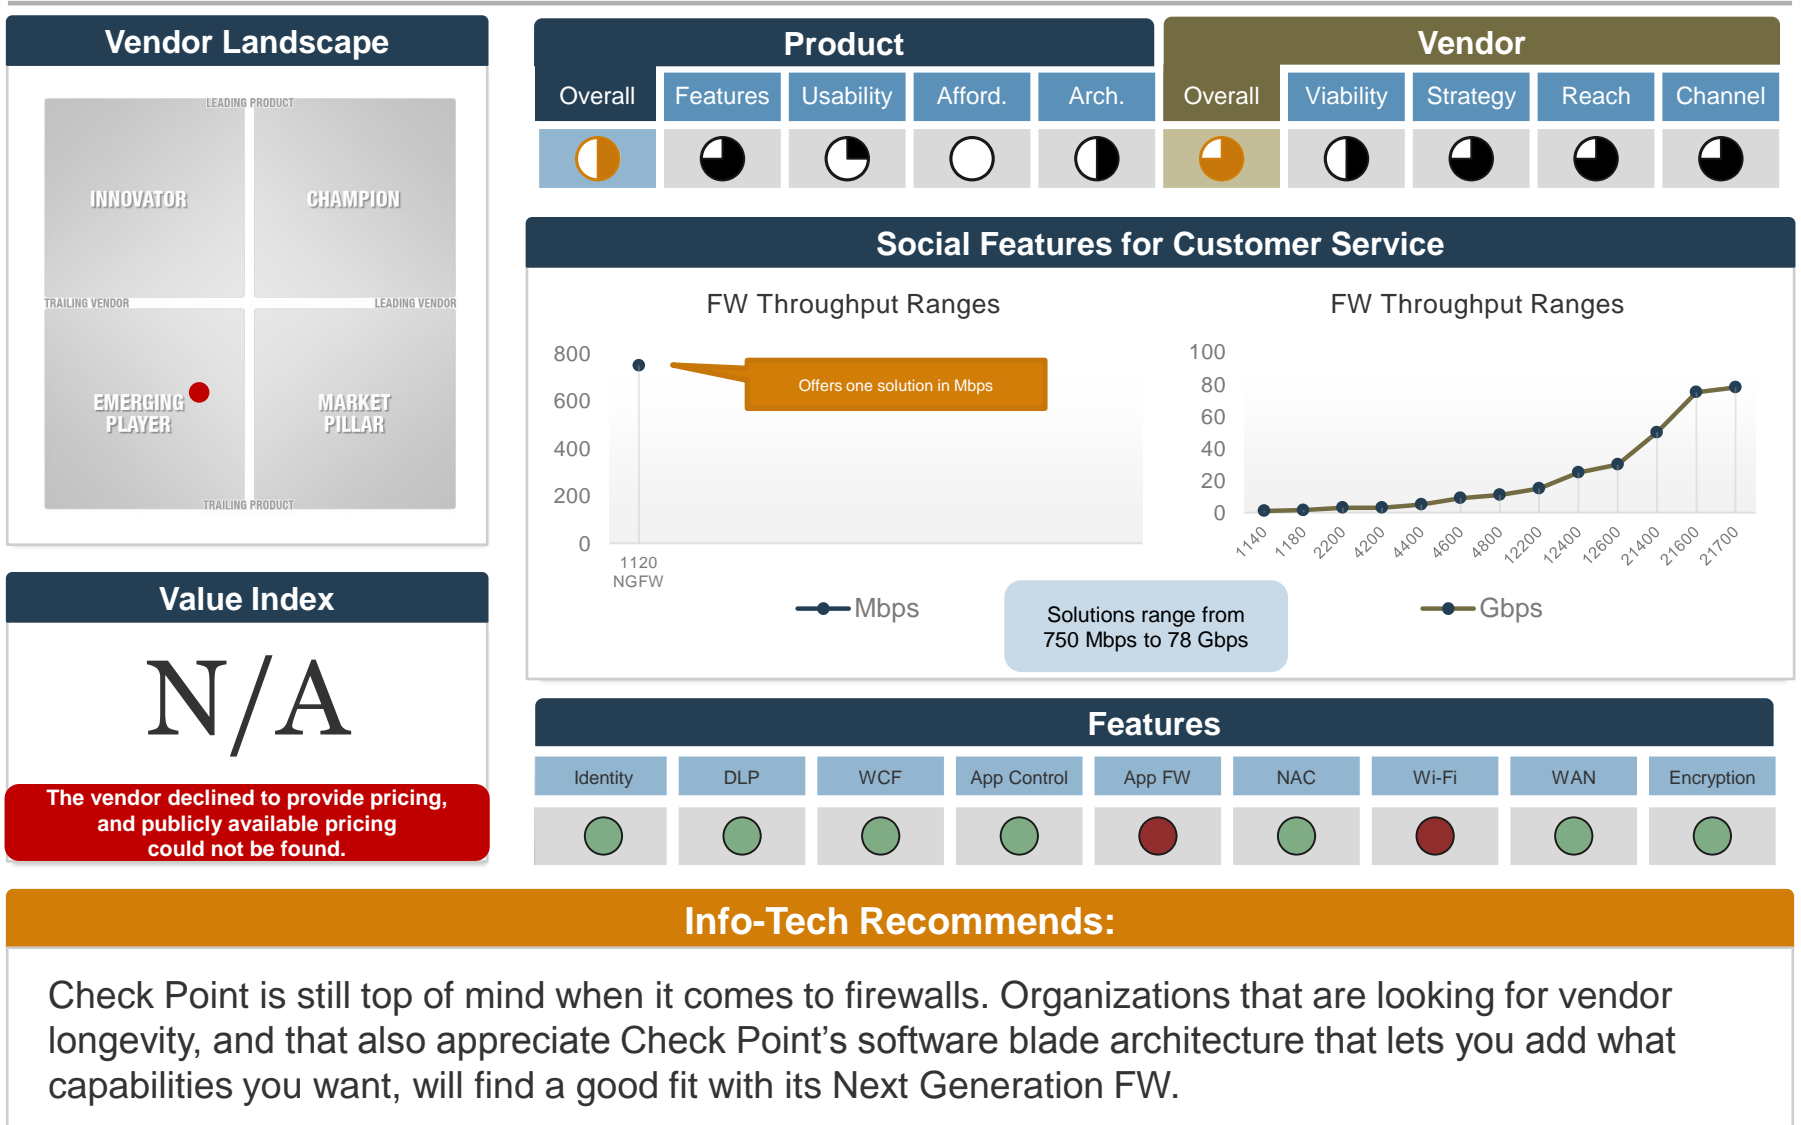 Vendor Landscape
LEADING PRODUCT
INNOVATOR
CHAMPION
TRAILING VENDOR
LEADING VENDOR
EMERGING
PLAYER
MARKET
PILLAR
TRAILING PRODUCT
Value Index
N/A
The vendor declined to provide pricing,
and publicly available pricing
could not be found.
Product
Vendor
Overall
Features
Usability
Afford.
Arch.
Overall
Viability
Strategy
Reach
Channel
Social Features for Customer Service
FW Throughput Ranges
800
600
400
200
0
Offers one solution in Mbps
1120
NGFW
Mbps
FW Throughput Ranges
100
80
60
40
20
0
1140
1180
2200
4200
4400
4600
4800
12200
12400
12600
21400
21600
21700
Gbps
Solutions range from
750 Mbps to 78 Gbps
Features
Identity
DLP
WCF
App Control
App FW
NAC
Wi-Fi
WAN
Encryption
Info-Tech Recommends:
Check Point is still top of mind when it comes to firewalls. Organizations that are looking for vendor
longevity, and that also appreciate Check Point’s software blade architecture that lets you add what
capabilities you want, will find a good fit with its Next Generation FW.